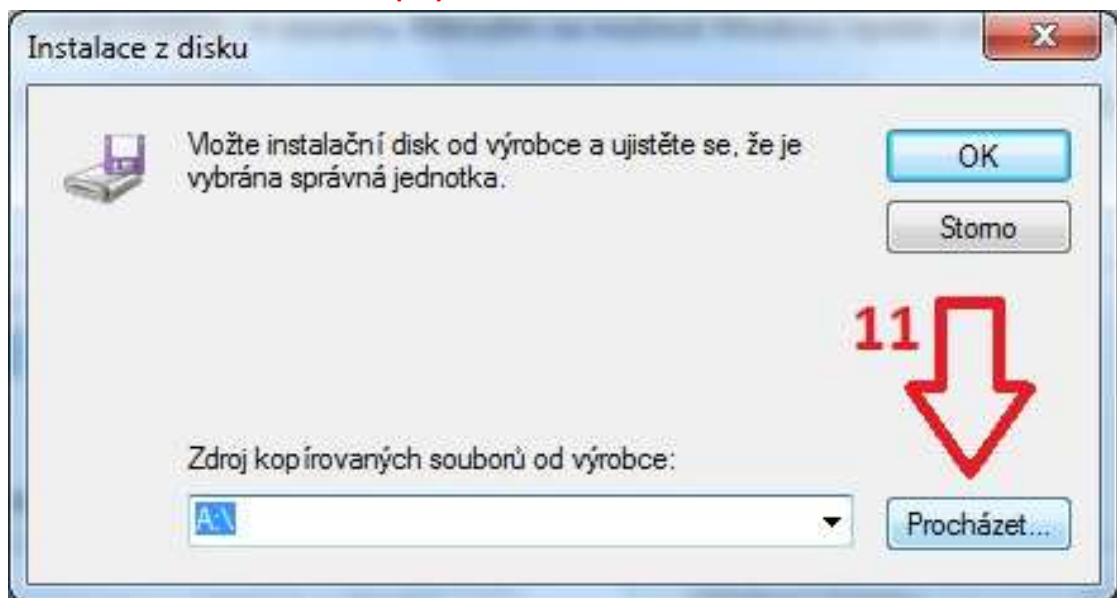 Instalace z disku
Vložte instalační disk od výrobce a ujistěte se, že je
vybrána správná jednotka.
OK
Storno
11
Zdroj kopírovaných souborů od výrobce:
A:\
Procházet...